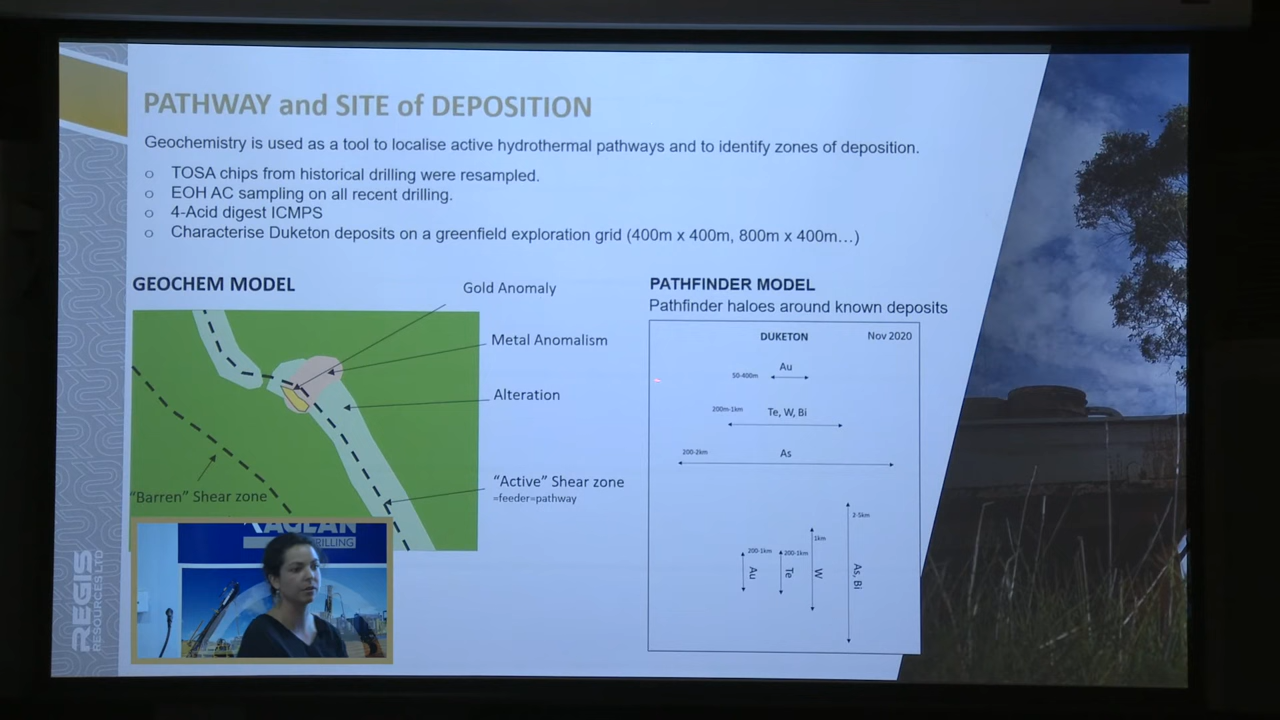 PATHWAY and SITE of DEPOSITION
Geochemistry is used as a tool to localise active hydrothermal pathways and to identify zones of deposition.
o TOSA chips from historical drilling were resampled.
o EOH AC sampling on all recent drilling.
o 4-Acid digest ICMPS
o Characterise Duketon deposits on a greenfield exploration grid (400m x 400m, 800m x 400m…)
GEOCHEM MODEL
Gold Anomaly
Metal Anomalism
Alteration
"Active" Shear zone
=feeder=pathway
"Barren" Shear zone
PATHFINDER MODEL
Pathfinder haloes around known deposits
DUKETON
Nov 2020
Au
50-400m
200m-1km
Te, W, Bi
200-2km
As
2-5km
1km
200-1km
200-1km
Au
Te
W
As, Bi
RAGLAN
DRILLING
REGIS
RESOURCES LTD